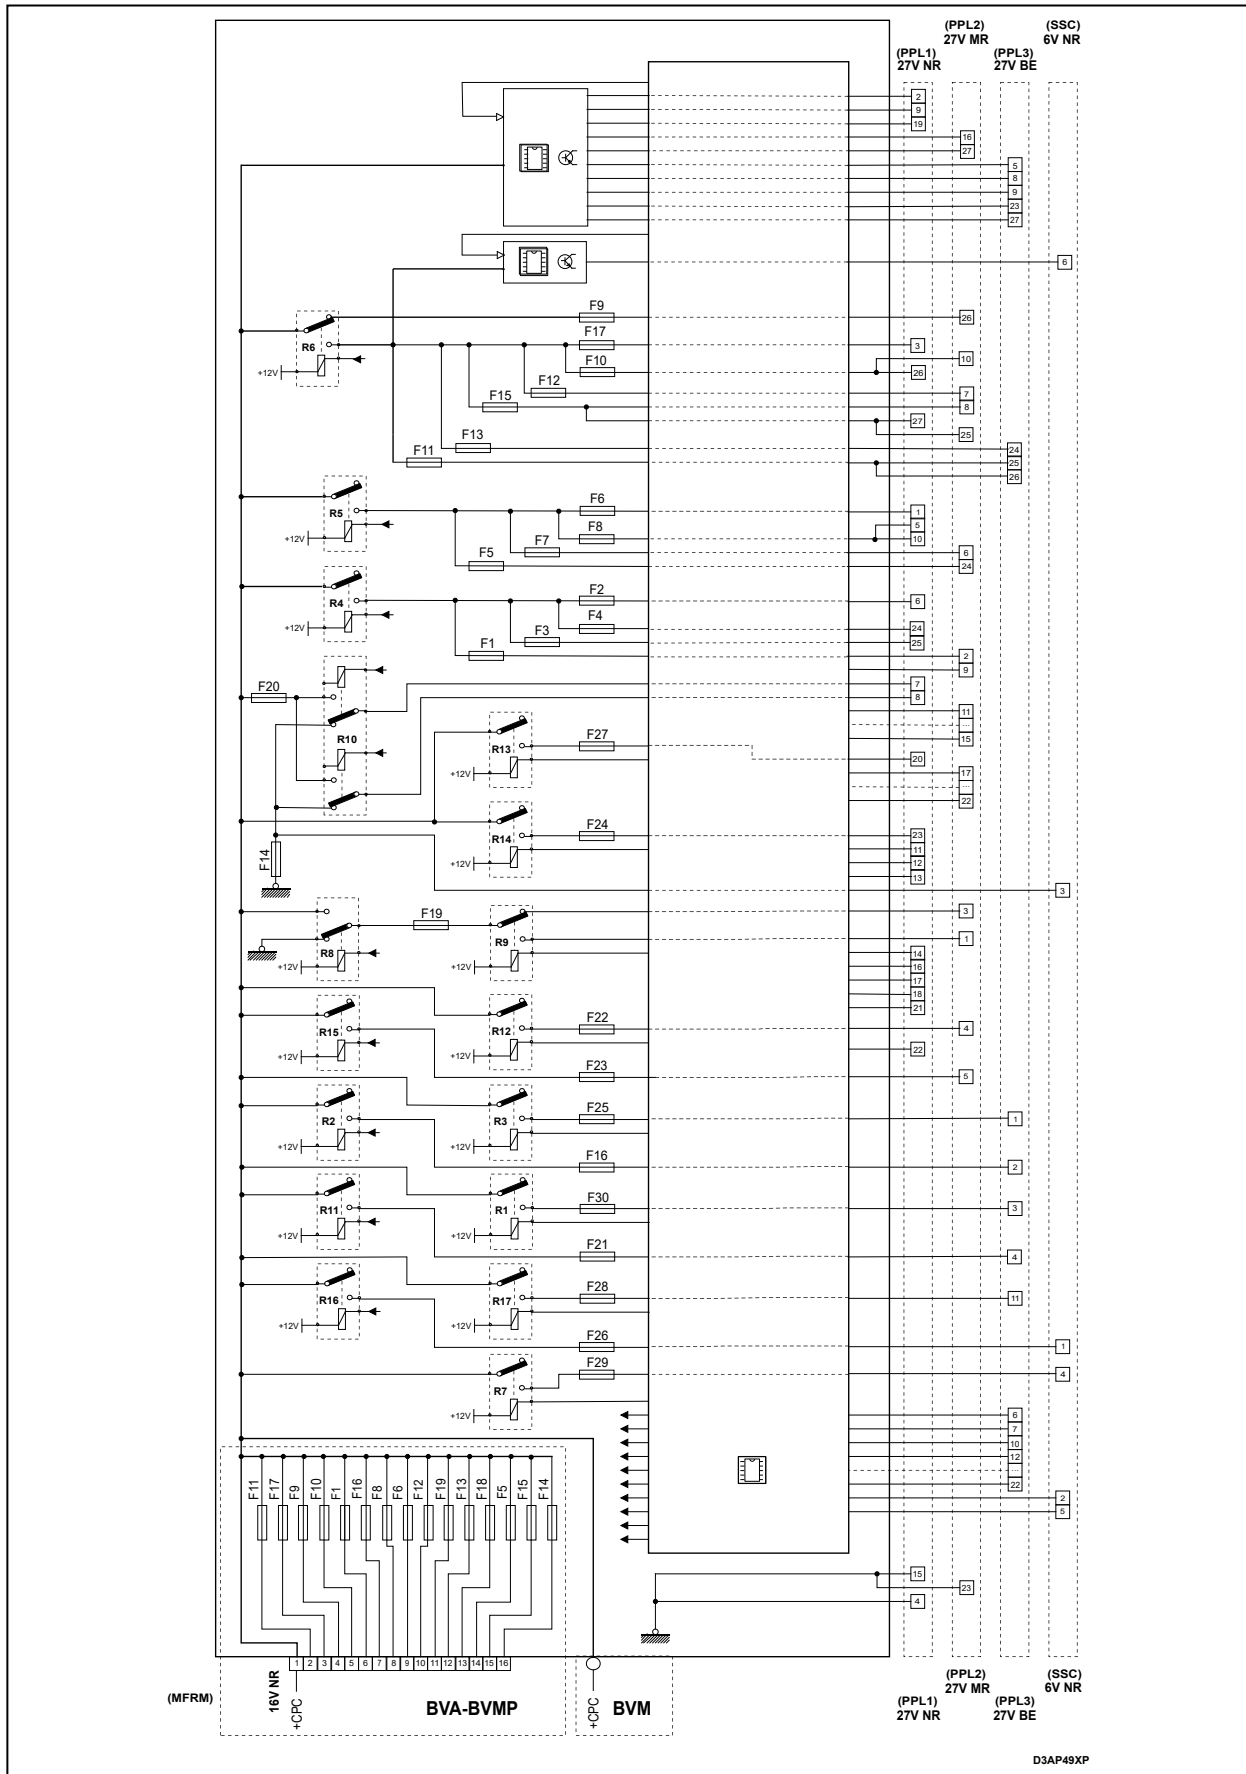 (PPL2) (SSC)
27V MR 6V NR
(PPL1) (PPL3)
27V NR 27V BE
2
9
19
16
27
5
8
9
23
27
6
F9
26
R6
F17
3
+12V
F10
10
26
F12
7
F15
8
27
25
F13
24
F11
25
26
R5
F6
1
+12V
F8
5
10
F7
6
F5
24
R4
F2
6
+12V
F4
24
F3
25
F1
2
9
F20
7
8
11
...
15
R10
R13
F27
20
+12V
17
...
22
R14
F24
23
+12V
11
12
13
F14
3
F19
3
R8
R9
1
+12V
+12V
14
16
17
18
21
R15
R12
F22
4
+12V
+12V
22
F23
5
R2
R3
F25
1
+12V
+12V
F16
2
R11
R1
F30
3
+12V
+12V
F21
4
R16
R17
F28
11
+12V
+12V
F26
1
F29
4
R7
+12V
6
7
10
12
...
22
2
5
F11 F17 F9 F10 F1 F16 F8 F6 F12 F19 F13 F18 F5 F15 F14
15
23
4
1 2 3 4 5 6 7 8 9 10 11 12 13 14 15 16
(MFRM)
16V NR
+CPC
BVA-BVMP
+CPC
BVM
(PPL2) (SSC)
27V MR 6V NR
(PPL1) (PPL3)
27V NR 27V BE
D3AP49XP